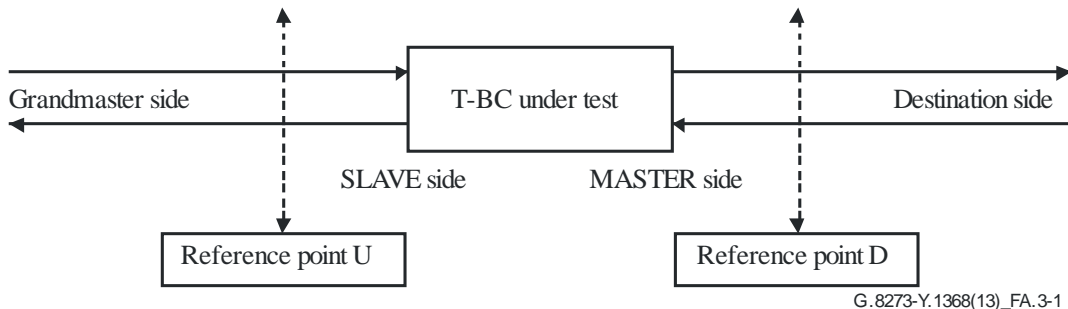 Grandmaster side
T-BC under test
Destination side
SLAVE side
MASTER side
Reference point U
Reference point D
G.8273-Y.1368(13)_FA.3-1